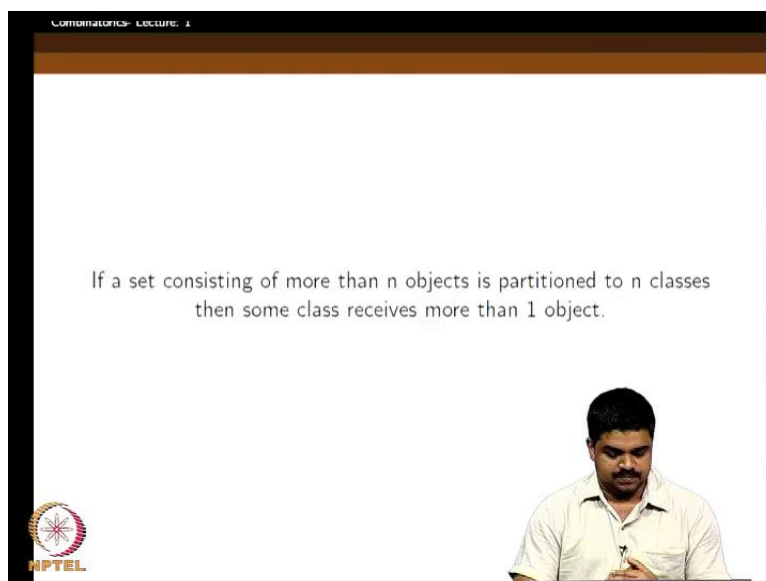 Combinatorics- Lecture: 1
If a set consisting of more than n objects is partitioned to n classes
then some class receives more than 1 object.
NPTEL